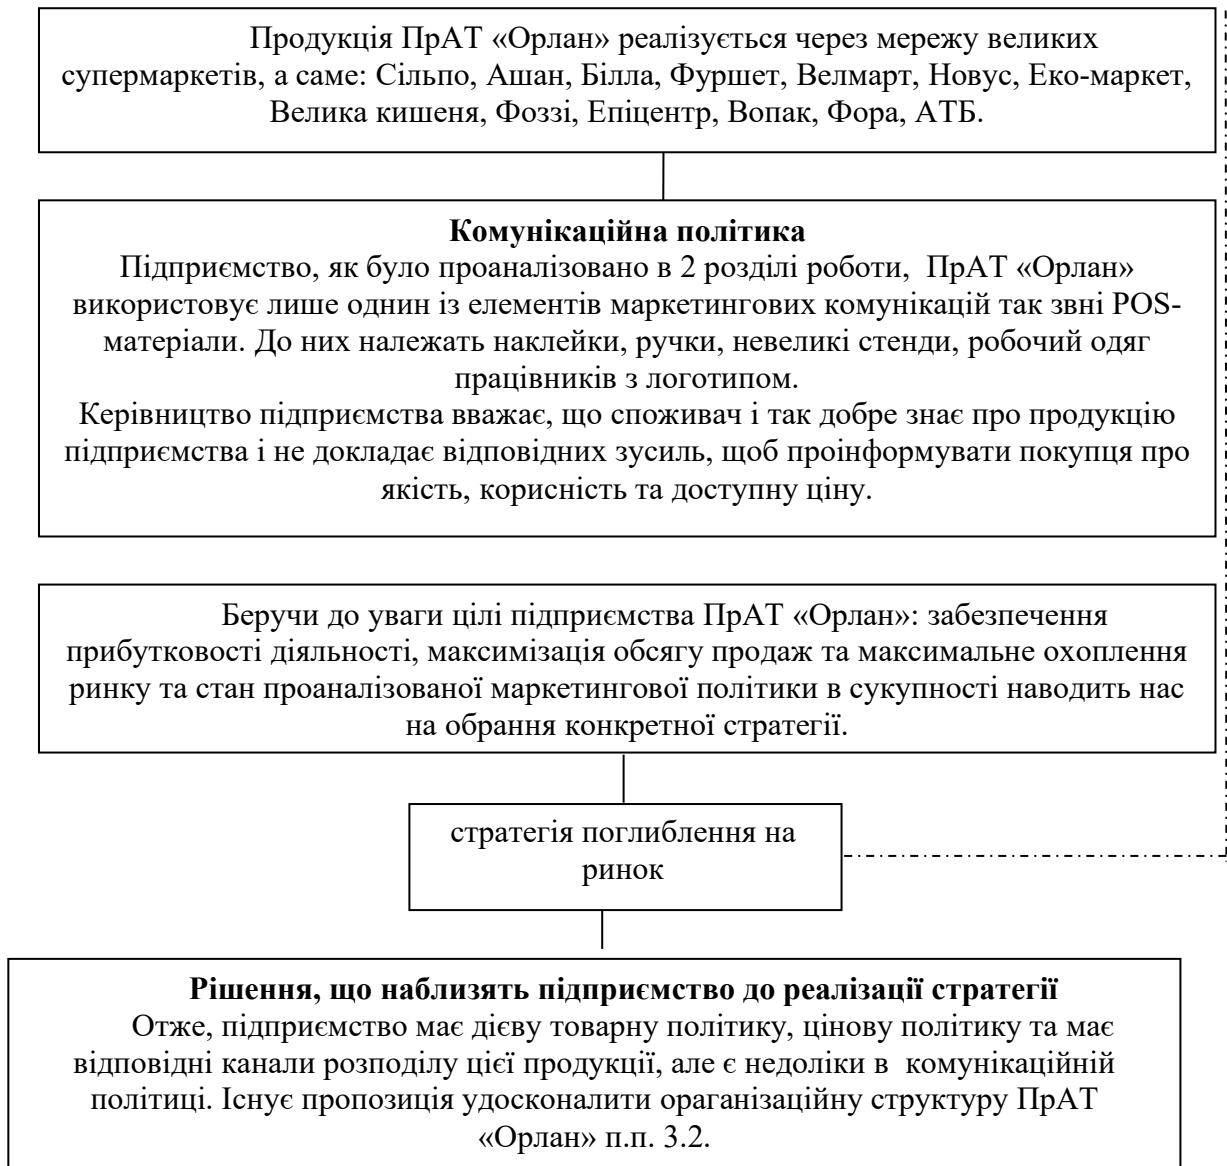 Продукція ПрАТ «Орлан» реалізується через мережу великих
супермаркетів, а саме: Сільпо, Ашан, Білла, Фуршет, Велмарт, Новус, Еко-маркет,
Велика кишеня, Фоззі, Епіцентр, Вопак, Фора, АТБ.
Комунікаційна політика
Підприємство, як було проаналізовано в 2 розділі роботи, ПрАТ «Орлан»
використовує лише однин із елементів маркетингових комунікацій так звні POS-
матеріали. До них належать наклейки, ручки, невеликі стенди, робочий одяг
працівників з логотипом.
Керівництво підприємства вважає, що споживач і так добре знає про продукцію
підприємства і не докладає відповідних зусиль, щоб проінформувати покупця про
якість, корисність та доступну ціну.
Беручи до уваги цілі підприємства ПрАТ «Орлан»: забезпечення
прибутковості діяльності, максимізація обсягу продаж та максимальне охоплення
ринку та стан проаналізованої маркетингової політики в сукупності наводить нас
на обрання конкретної стратегії.
стратегія поглиблення на
ринок
Рішення, що наблизять підприємство до реалізації стратегії
Отже, підприємство має дієву товарну політику, цінову політику та має
відповідні канали розподілу цієї продукції, але є недоліки в комунікаційній
політиці. Існує пропозиція удосконалити ораганізаційну структуру ПрАТ
«Орлан» п.п. 3.2.